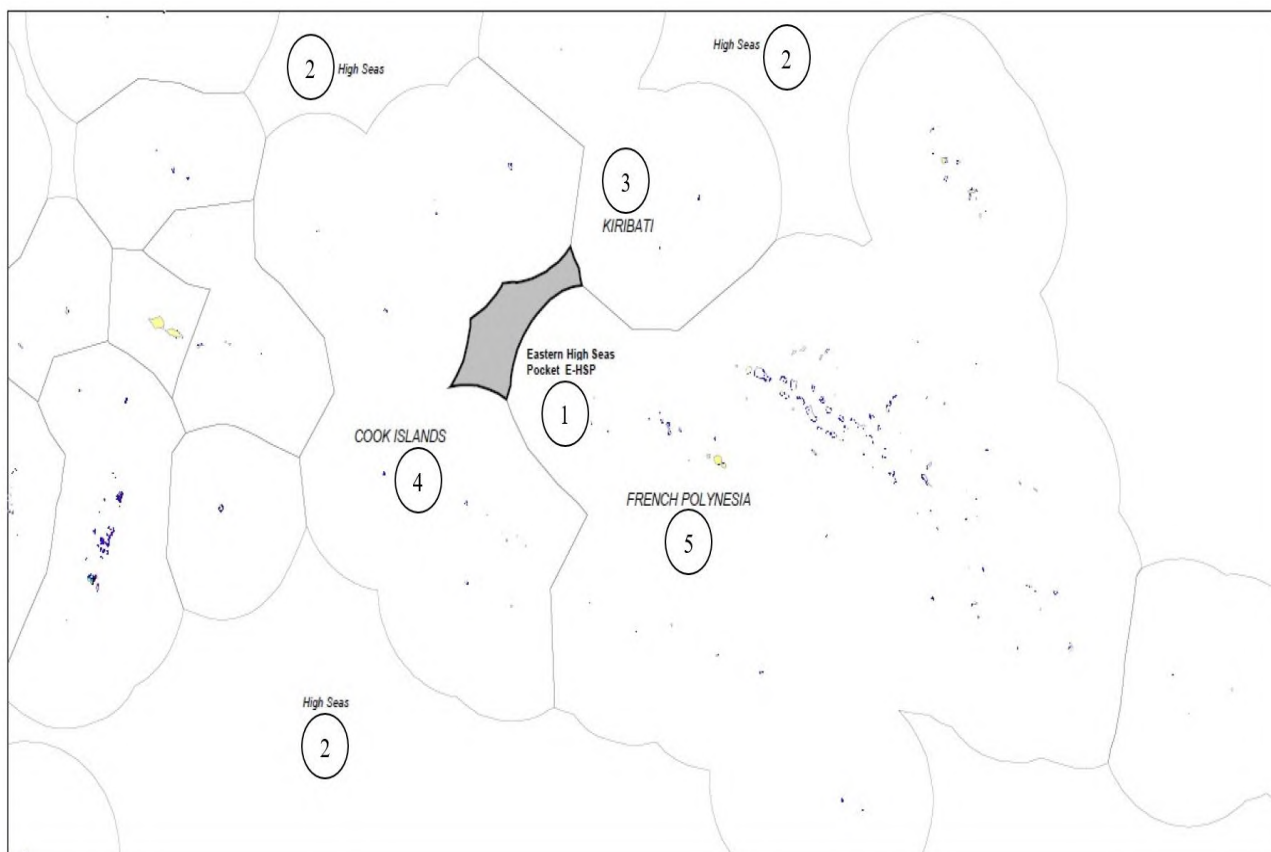 High Seas
2
2
High Seas
3
KIRIBATI
Eastern High Seas
Pocket E-HSP
1
COOK ISLANDS
4
FRENCH POLYNESIA
5
High Seas
2